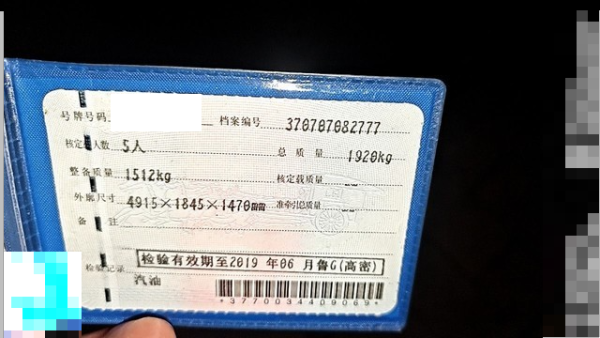 号牌号码 档案编号 370707082777
核定人数 5人 总质量 1920kg
整备质量 1512kg 核定载质量 --
外廓尺寸 4915×1845×1470mm 准牵引总质量 --
备注
检验记录 检验有效期至2019年06月鲁G(高密)
汽油
*3770034409069*